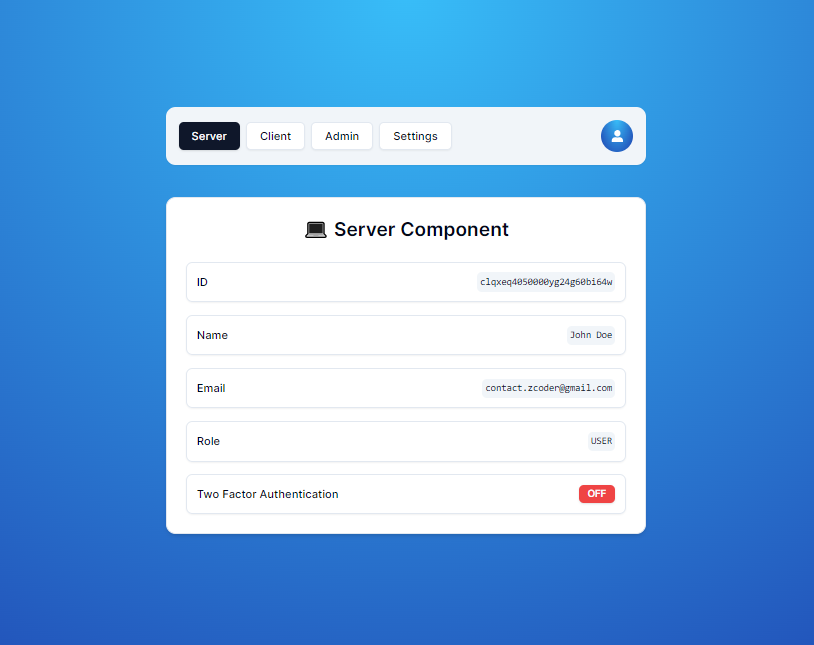 Server Client Admin Settings
💻 Server Component
ID clqxeq4050000yg24g60bi64w
Name John Doe
Email contact.zcoder@gmail.com
Role USER
Two Factor Authentication OFF